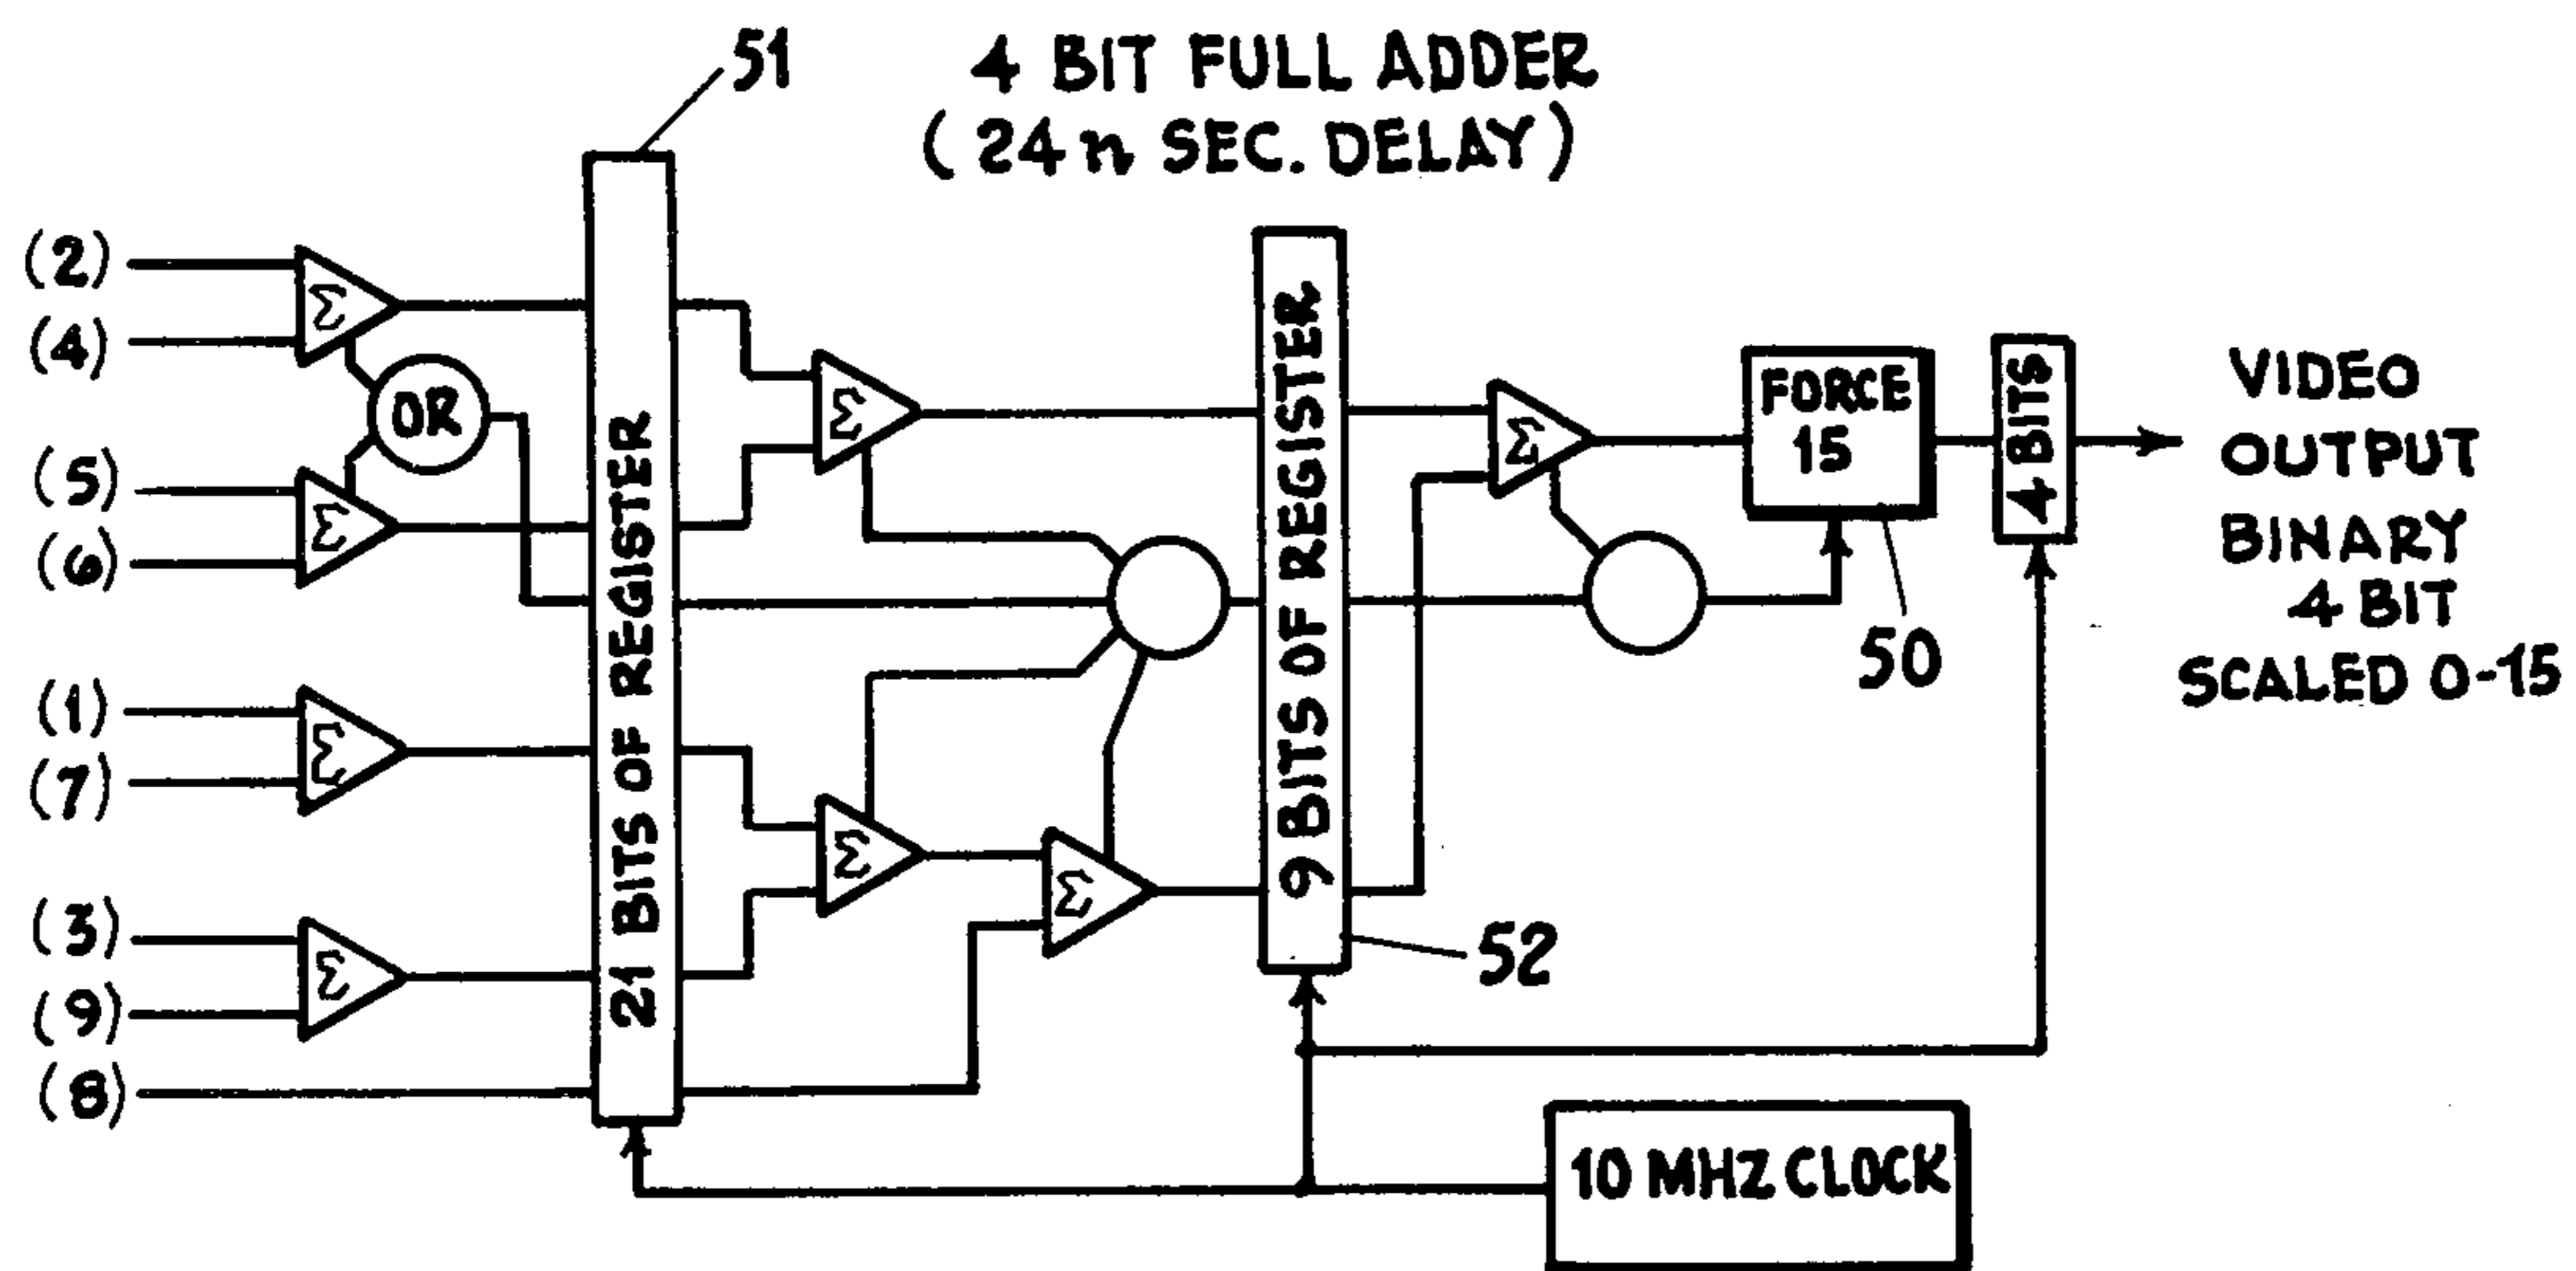 51
4 BIT FULL ADDER
( 24 n SEC. DELAY )
(2)
(4)
(5)
(6)
(1)
(7)
(3)
(9)
(8)
Σ
Σ
Σ
Σ
OR
21 BITS OF REGISTER
Σ
Σ
Σ
9 BITS OF REGISTER
52
Σ
FORCE
15
50
4 BITS
VIDEO
OUTPUT
BINARY
4 BIT
SCALED 0-15
10 MHZ CLOCK